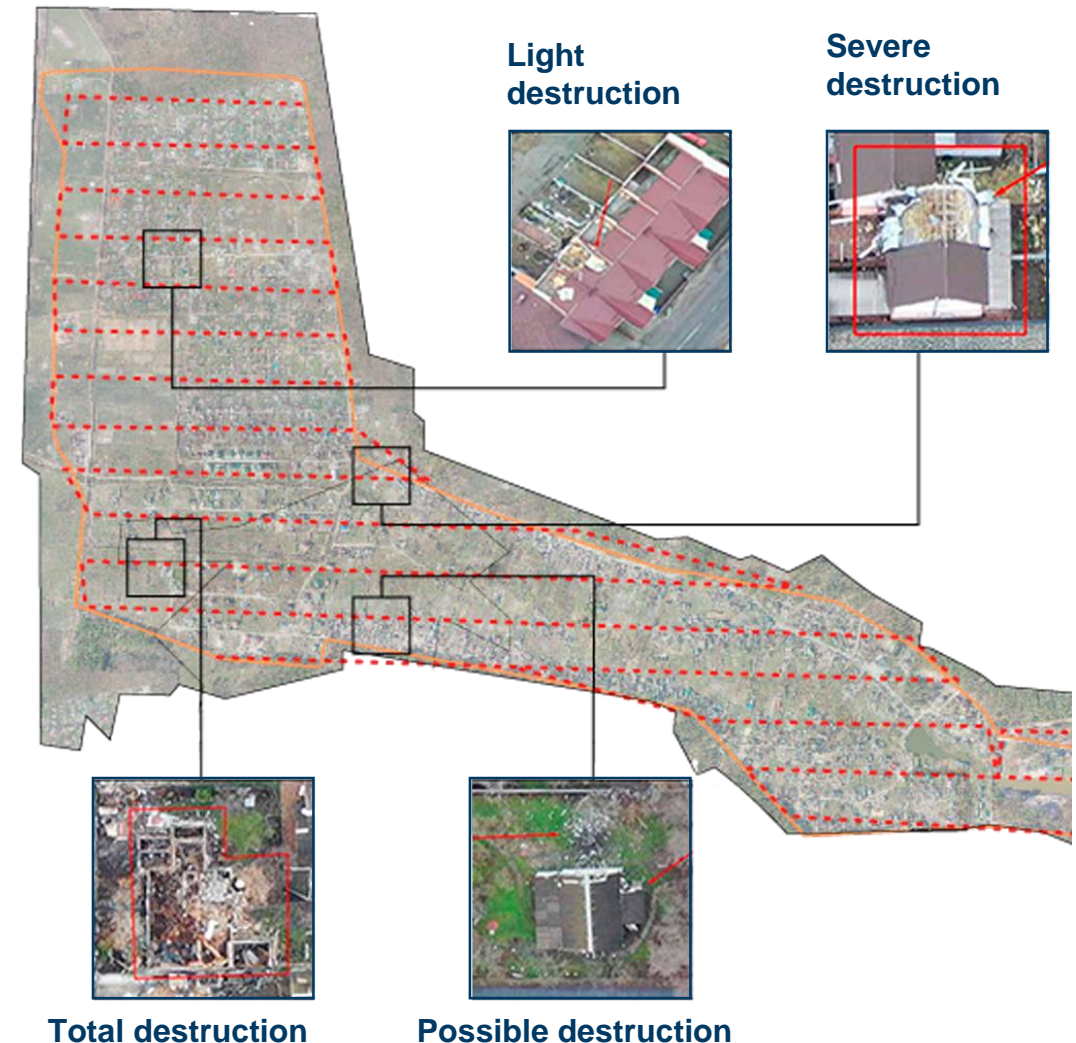 Light
destruction
Severe
destruction
Total destruction
Possible destruction